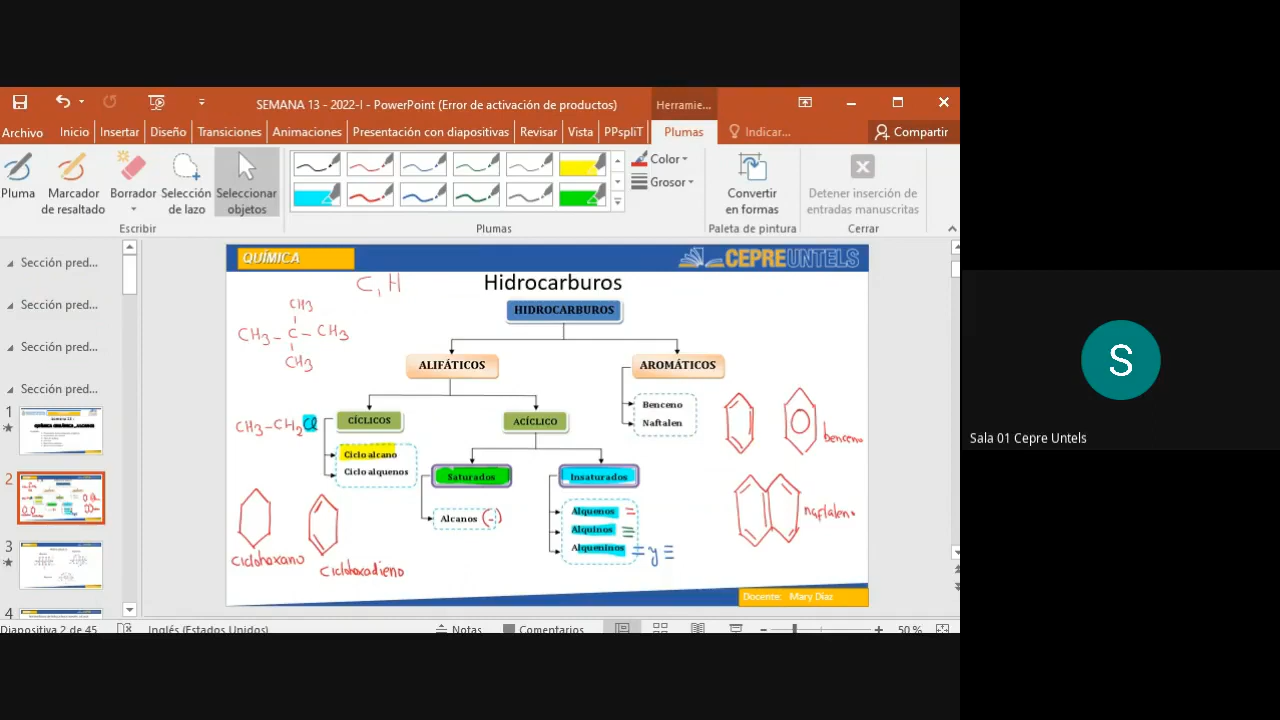 SEMANA 13 - 2022-I - PowerPoint (Error de activación de productos)
Herramie...
Archivo Inicio Insertar Diseño Transiciones Animaciones Presentación con diapositivas Revisar Vista PPspliT Plumas Indicar... Compartir
Pluma
Marcador de resaltado
Borrador
Selección de lazo
Seleccionar objetos
Color
Grosor
Convertir en formas
Detener inserción de entradas manuscritas
Escribir
Plumas
Paleta de pintura
Cerrar
Sección pred...
Sección pred...
Sección pred...
Sección pred...
1
2
3
4
QUÍMICA
CEPREUNTELS
C, H
Hidrocarburos
HIDROCARBUROS
CH3
CH3 - C - CH3
CH3
ALIFÁTICOS
AROMÁTICOS
Benceno
Naftalen
benceno
CH3-CH2Cl
CÍCLICOS
ACÍCLICO
Ciclo alcano
Ciclo alquenos
Saturados
Insaturados
Alcanos (-)
Alquenos =
Alquinos ≡
Alqueninos = y ≡
naftaleno
ciclohexano
ciclohexadieno
Docente: Mary Díaz
Diapositiva 2 de 45
Inglés (Estados Unidos)
Notas
Comentarios
50 %
S
Sala 01 Cepre Untels